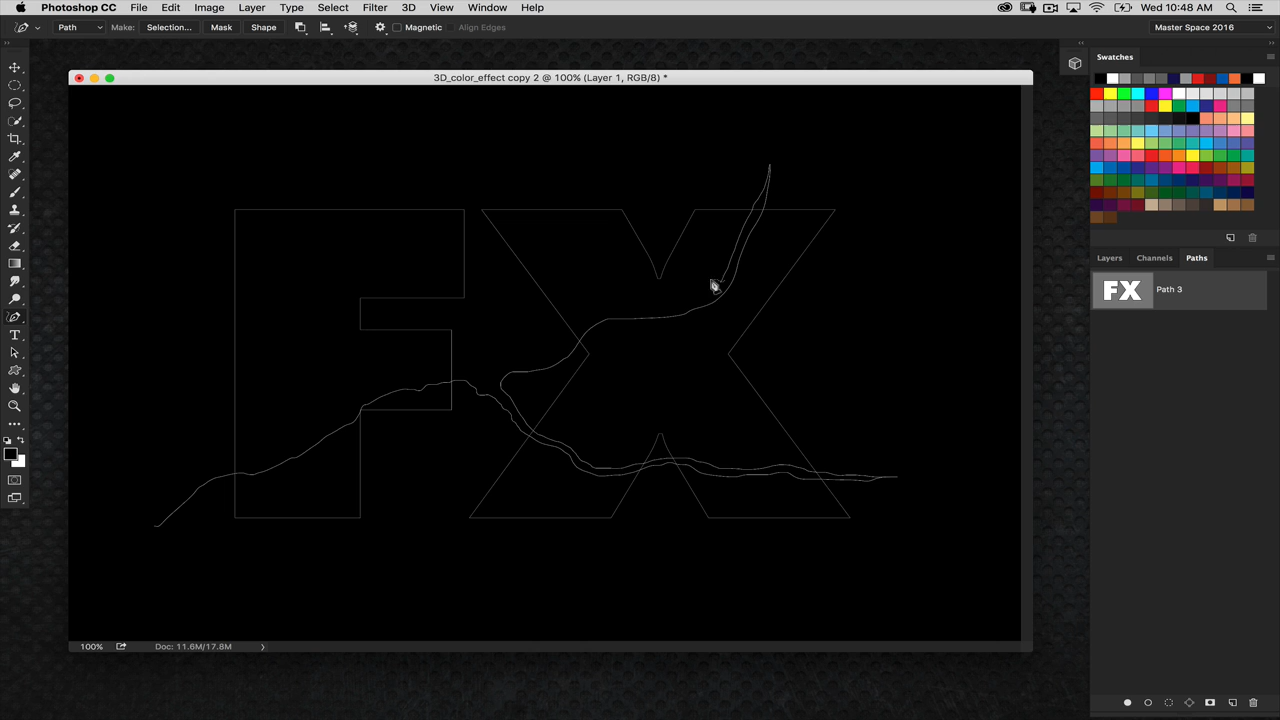 Photoshop CC File Edit Image Layer Type Select Filter 3D View Window Help Wed 10:48 AM
Path Make: Selection... Mask Shape Magnetic Align Edges Master Space 2016
Swatches
3D_color_effect copy 2 @ 100% (Layer 1, RGB/8) *
Layers Channels Paths
FX Path 3
100% Doc: 11.6M/17.8M